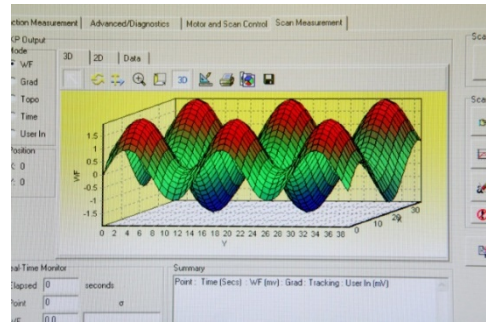 ction Measurement | Advanced/Diagnostics | Motor and Scan Control | Scan Measurement
KP Output
Mode
WF
Grad
Topo
Time
User In
Position
X: 0
Y: 0
3D 2D Data
3D
WF
1.5
1
0.5
0
-0.5
-1
-1.5
0 2 4 6 8 10 12 14 16 18 20 22 24 26 28 30 32 34 36 38
Y
0 10 20 30
X
Sca
Scan
eal-Time Monitor
Elapsed 0 seconds
Point 0 σ
WF 0.0
Summary
Point : Time (Secs) : WF (mv) : Grad : Tracking : User In (mV)